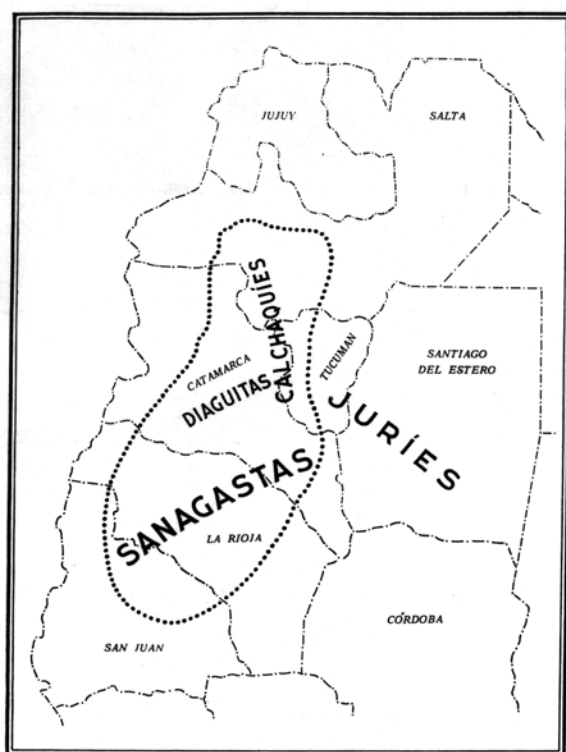 JUJUY
SALTA
CALCHAQUÍES
CATAMARCA
TUCUMAN
SANTIAGO
DEL ESTERO
DIAGUITAS
JURÍES
SANAGASTAS
LA RIOJA
CÓRDOBA
SAN JUAN